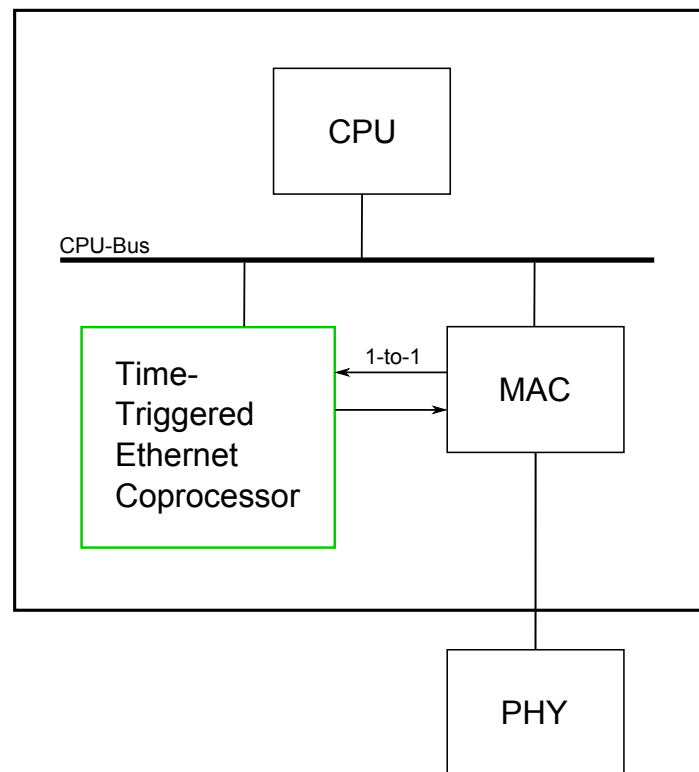 CPU
CPU-Bus
1-to-1
Time-
Triggered
Ethernet
Coprocessor
MAC
PHY